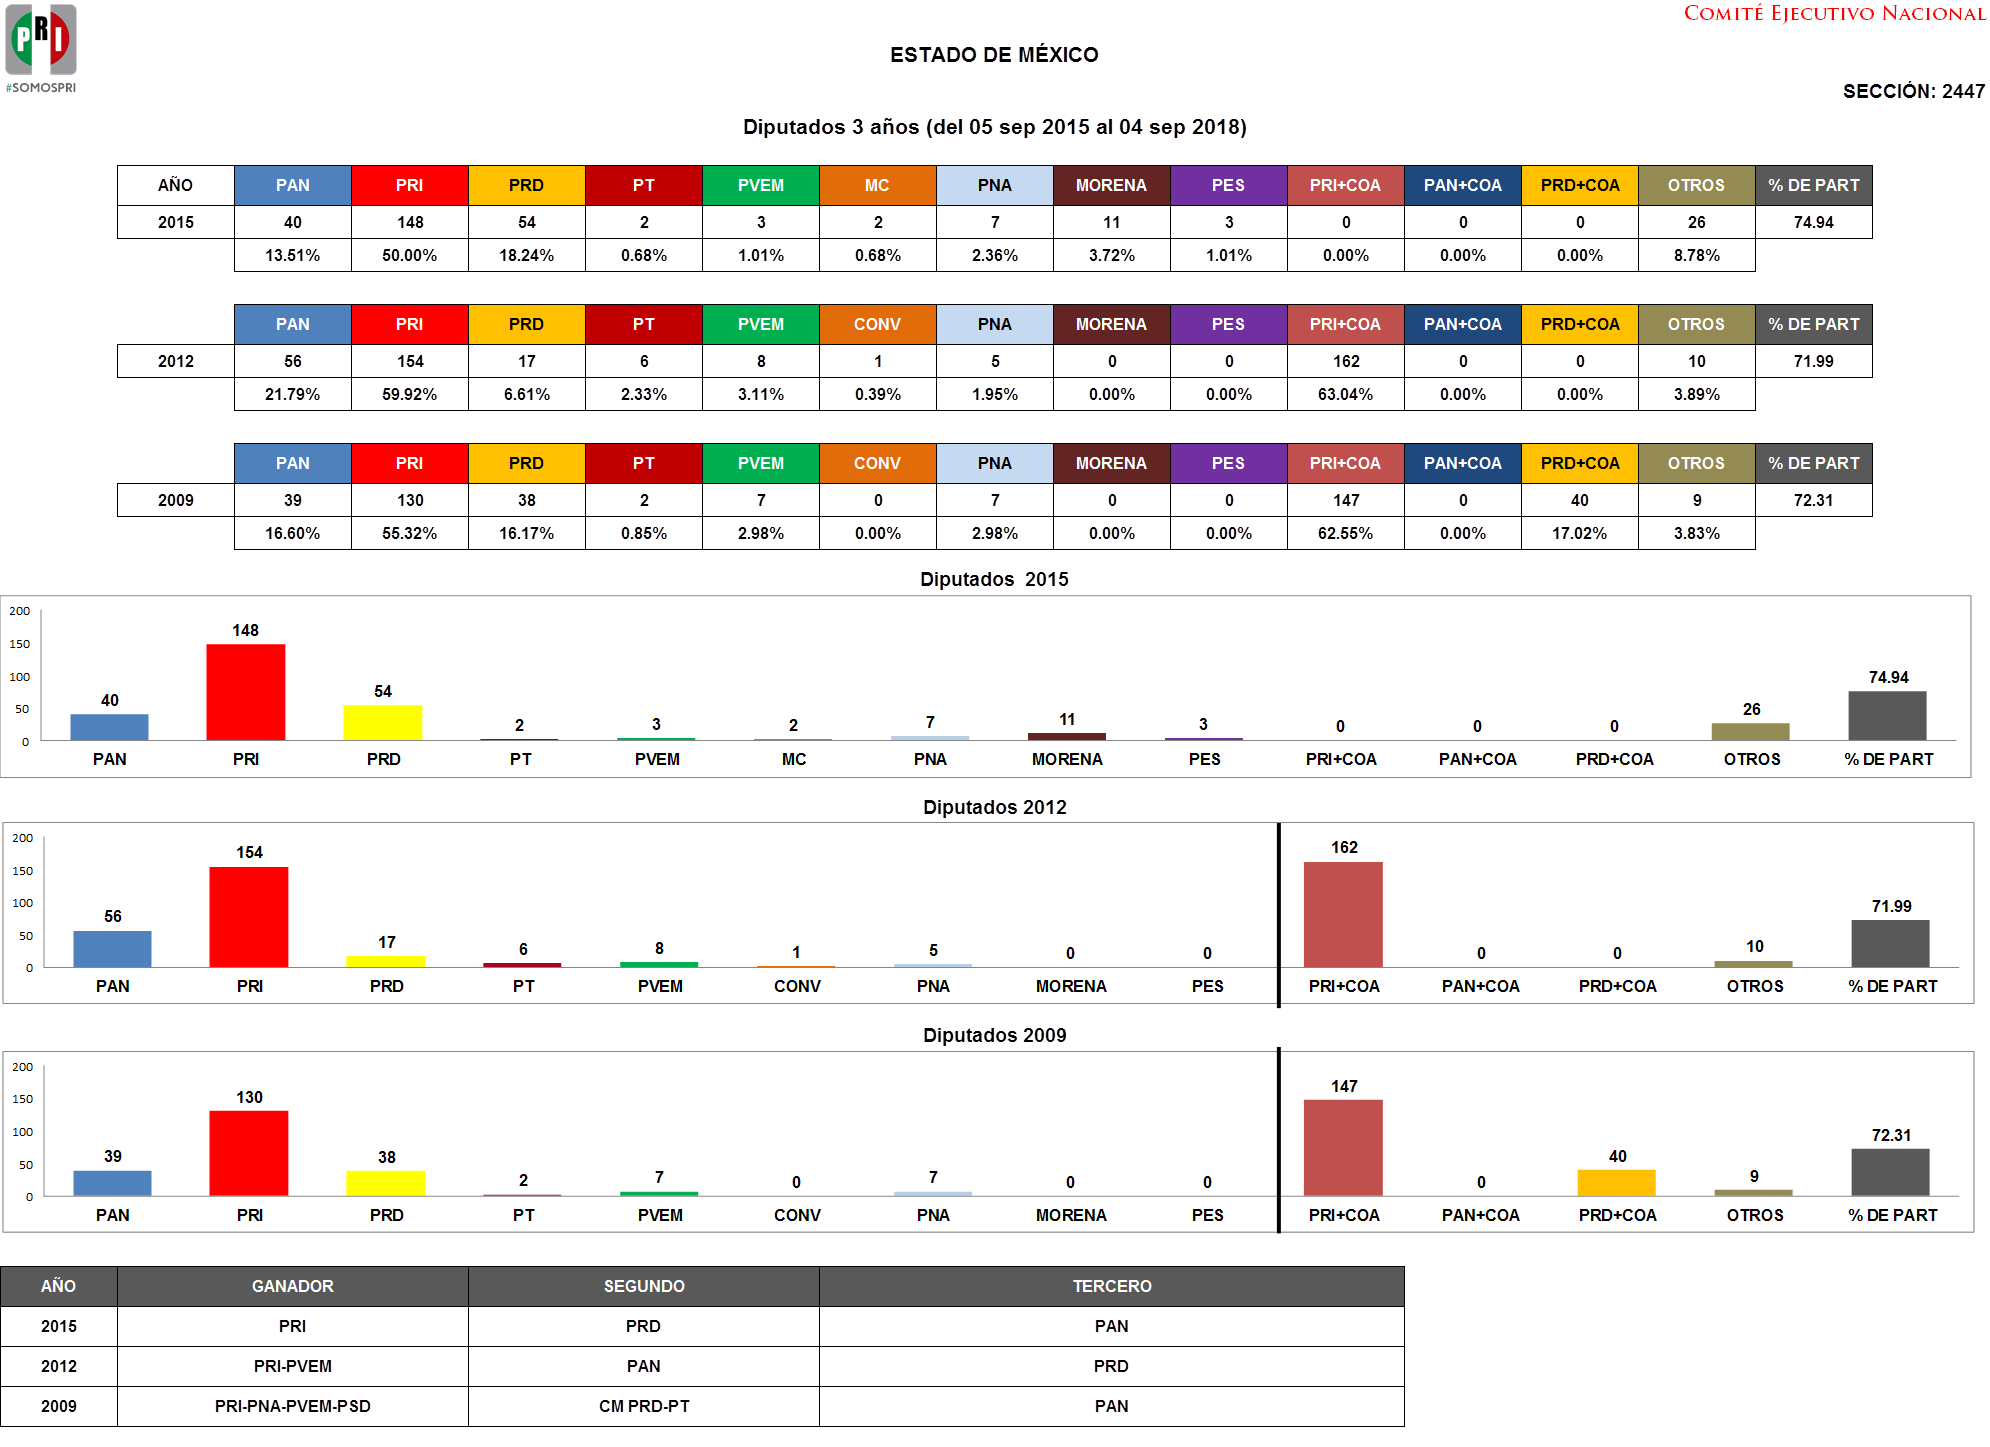 PRI
#SOMOSPRI
COMITÉ EJECUTIVO NACIONAL
ESTADO DE MÉXICO
SECCIÓN: 2447
Diputados 3 años (del 05 sep 2015 al 04 sep 2018)
AÑO PAN PRI PRD PT PVEM MC PNA MORENA PES PRI+COA PAN+COA PRD+COA OTROS % DE PART
2015 40 148 54 2 3 2 7 11 3 0 0 0 26 74.94
13.51% 50.00% 18.24% 0.68% 1.01% 0.68% 2.36% 3.72% 1.01% 0.00% 0.00% 0.00% 8.78%
PAN PRI PRD PT PVEM CONV PNA MORENA PES PRI+COA PAN+COA PRD+COA OTROS % DE PART
2012 56 154 17 6 8 1 5 0 0 162 0 0 10 71.99
21.79% 59.92% 6.61% 2.33% 3.11% 0.39% 1.95% 0.00% 0.00% 63.04% 0.00% 0.00% 3.89%
PAN PRI PRD PT PVEM CONV PNA MORENA PES PRI+COA PAN+COA PRD+COA OTROS % DE PART
2009 39 130 38 2 7 0 7 0 0 147 0 40 9 72.31
16.60% 55.32% 16.17% 0.85% 2.98% 0.00% 2.98% 0.00% 0.00% 62.55% 0.00% 17.02% 3.83%
Diputados 2015
200
150
100
50
0
40 148 54 2 3 2 7 11 3 0 0 0 26 74.94
PAN PRI PRD PT PVEM MC PNA MORENA PES PRI+COA PAN+COA PRD+COA OTROS % DE PART
Diputados 2012
200
150
100
50
0
56 154 17 6 8 1 5 0 0 162 0 0 10 71.99
PAN PRI PRD PT PVEM CONV PNA MORENA PES PRI+COA PAN+COA PRD+COA OTROS % DE PART
Diputados 2009
200
150
100
50
0
39 130 38 2 7 0 7 0 0 147 0 40 9 72.31
PAN PRI PRD PT PVEM CONV PNA MORENA PES PRI+COA PAN+COA PRD+COA OTROS % DE PART
AÑO GANADOR SEGUNDO TERCERO
2015 PRI PRD PAN
2012 PRI-PVEM PAN PRD
2009 PRI-PNA-PVEM-PSD CM PRD-PT PAN